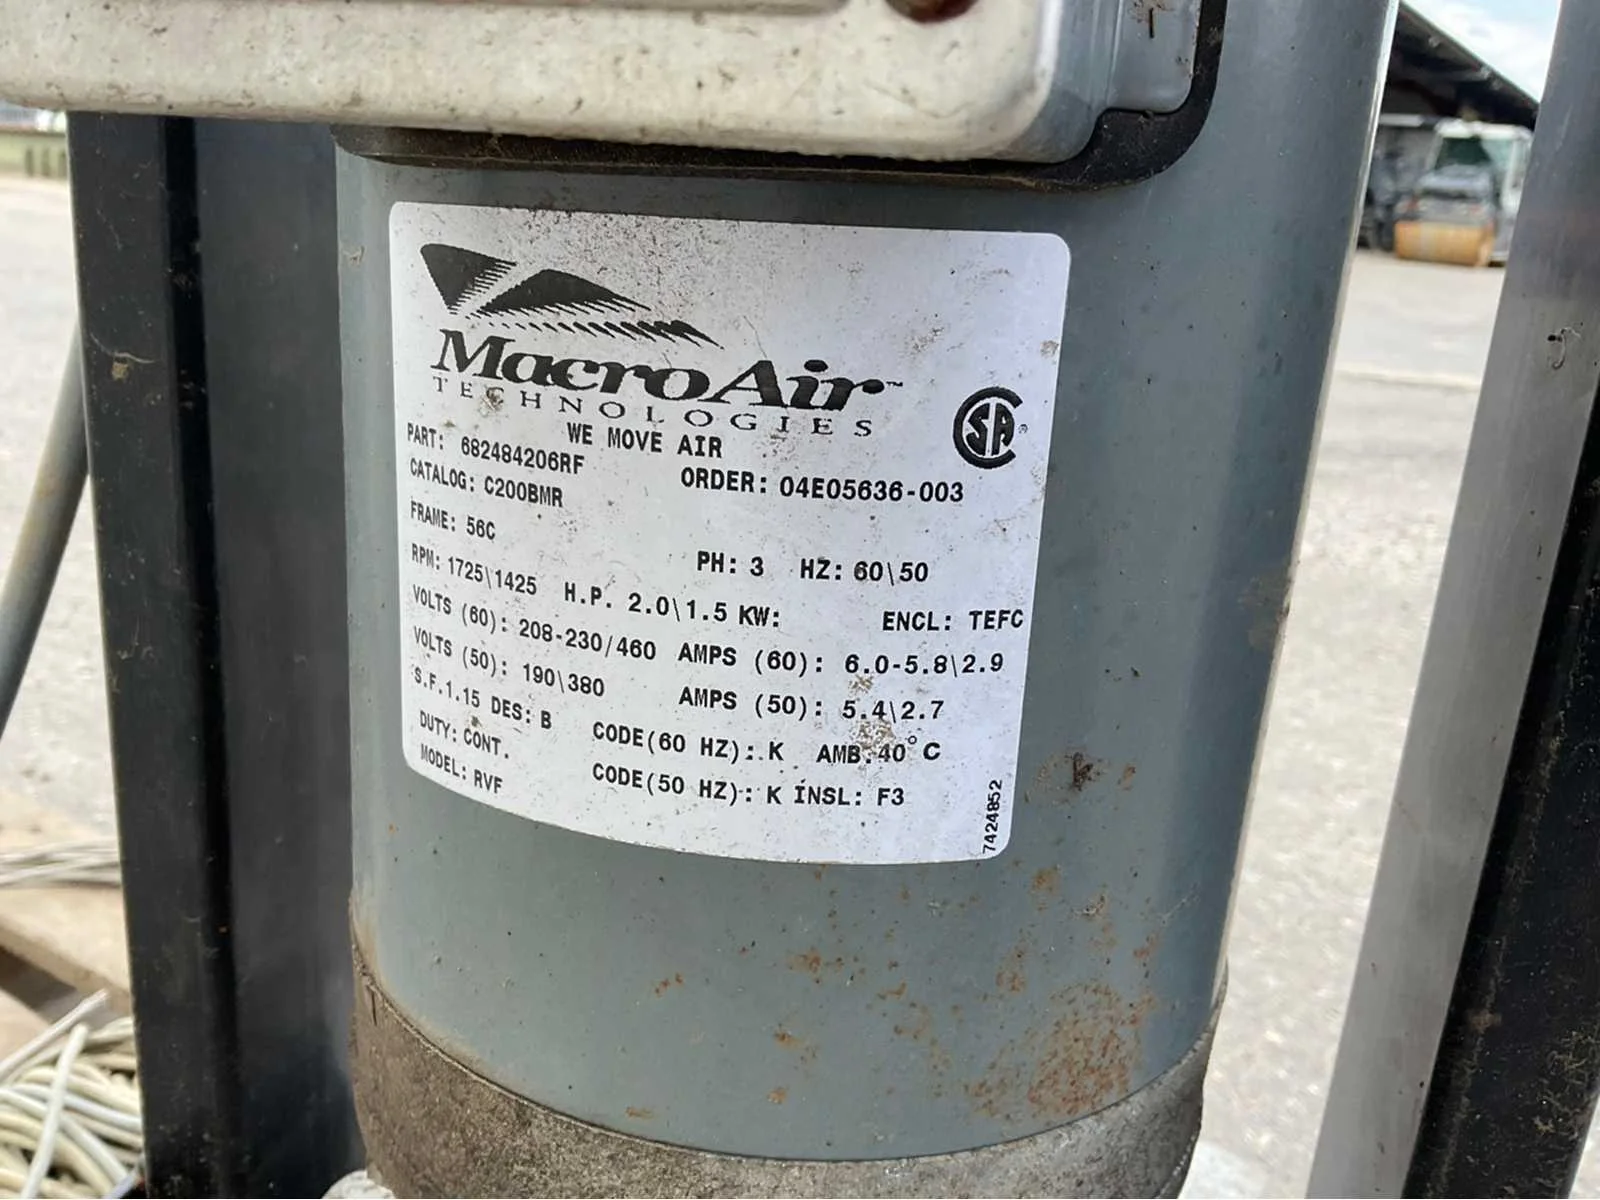 MacroAir™
TECHNOLOGIES
WE MOVE AIR
CSA®
PART: 682484206RF ORDER: 04E05636-003
CATALOG: C200BMR
FRAME: 56C PH: 3 HZ: 60\50
RPM: 1725\1425 H.P. 2.0\1.5 KW: ENCL: TEFC
VOLTS (60): 208-230/460 AMPS (60): 6.0-5.8\2.9
VOLTS (50): 190\380 AMPS (50): 5.4\2.7
S.F.1.15 DES: B CODE(60 HZ): K AMB:40°C
DUTY: CONT. CODE(50 HZ): K INSL: F3
MODEL: RVF
7424852